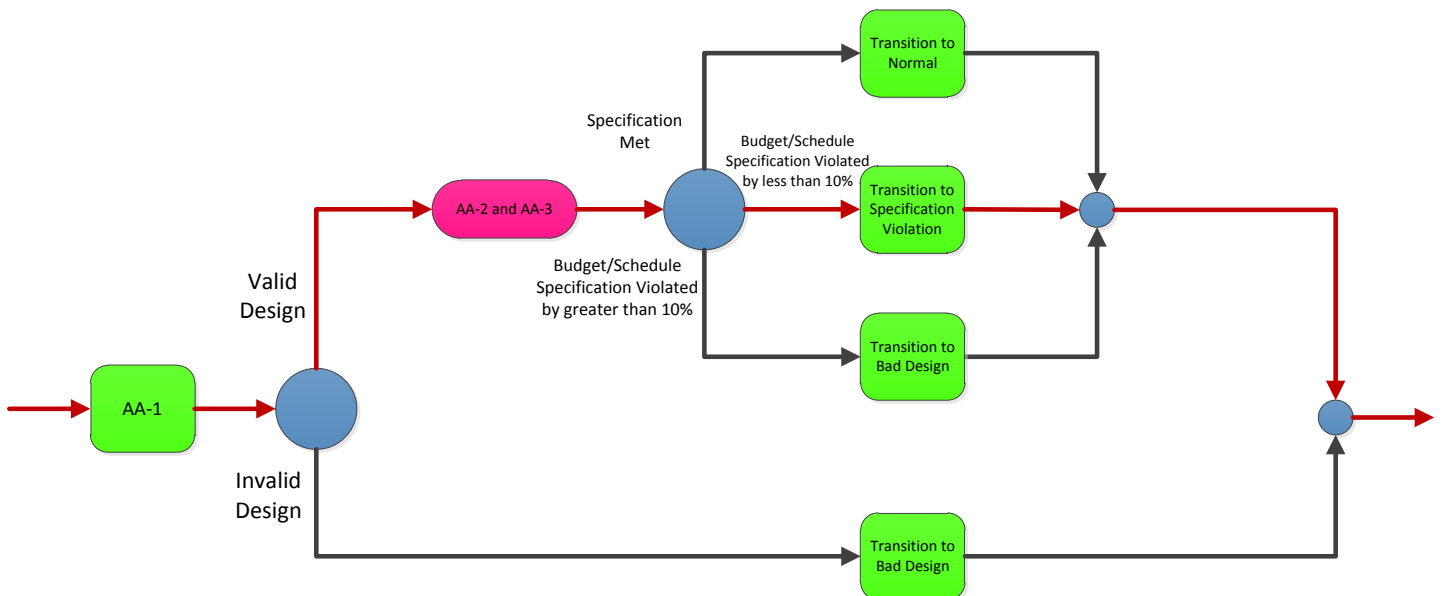 Transition to
Normal
Specification
Met
Budget/Schedule
Specification Violated
by less than 10%
Transition to
Specification
Violation
AA-2 and AA-3
Budget/Schedule
Specification Violated
by greater than 10%
Valid
Design
Transition to
Bad Design
AA-1
Invalid
Design
Transition to
Bad Design